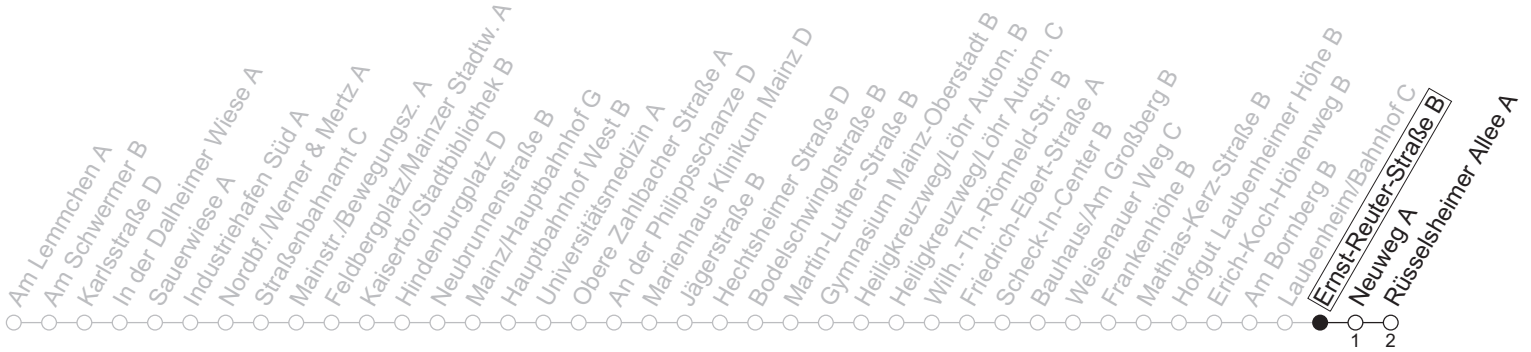 Am Lemmchen A
Am Schwermer B
Karlsstraße D
In der Dalheimer Wiese A
Sauerwiese A
Industriehafen Süd A
Nordbf./Werner & Mertz A
Straßenbahnamt C
Mainstr./Bewegungsz. A
Feldbergplatz/Mainzer Stadtw. A
Kaisertor/Stadtbibliothek B
Hindenburgplatz D
Neubrunnenstraße B
Mainz/Hauptbahnhof G
Hauptbahnhof West B
Universitätsmedizin A
Obere Zahlbacher Straße A
An der Philippsschanze D
Marienhaus Klinikum Mainz D
Jägerstraße B
Hechtsheimer Straße D
Bodelschwinghstraße B
Martin-Luther-Straße B
Gymnasium Mainz-Oberstadt B
Heiligkreuzweg/Löhr Autom. B
Heiligkreuzweg/Löhr Autom. C
Wilh.-Th.-Römheld-Str. B
Friedrich-Ebert-Straße A
Scheck-In-Center B
Bauhaus/Am Großberg B
Weisenauer Weg C
Frankenhöhe B
Mathias-Kerz-Straße B
Hofgut Laubenheimer Höhe B
Erich-Koch-Höhenweg B
Am Bornberg B
Laubenheim/Bahnhof C
Ernst-Reuter-Straße B
Neuweg A
Rüsselsheimer Allee A
1
2